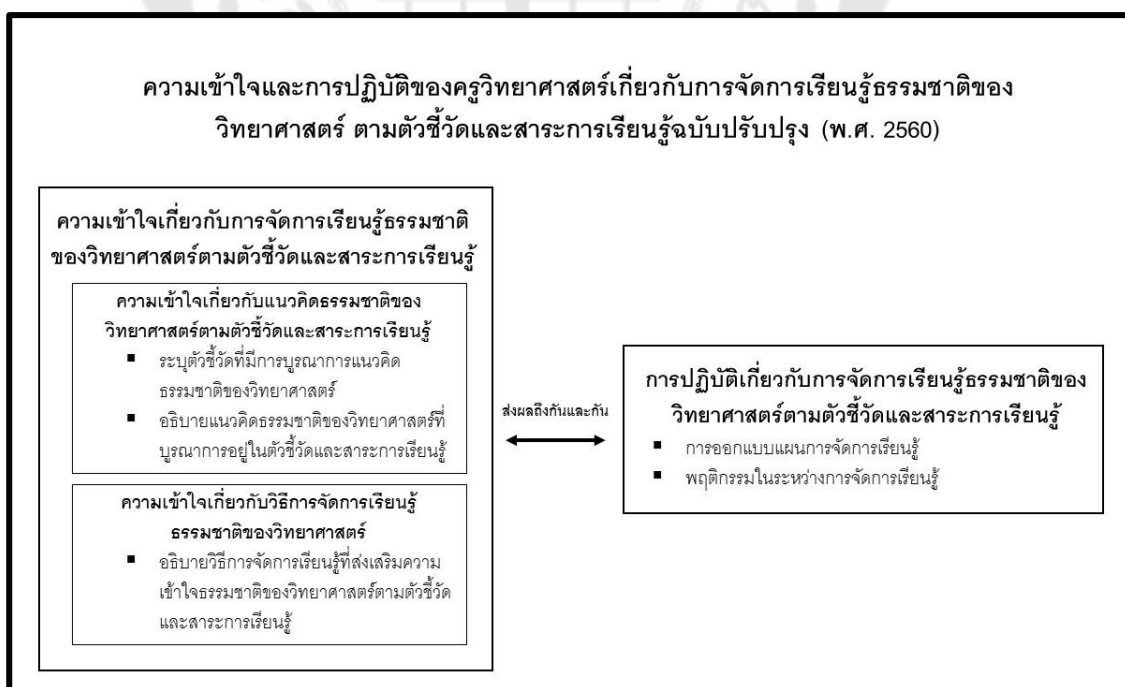 ความเข้าใจและการปฏิบัติของครูวิทยาศาสตร์เกี่ยวกับการจัดการเรียนรู้ธรรมชาติของ
วิทยาศาสตร์ ตามตัวชี้วัดและสาระการเรียนรู้ฉบับปรับปรุง (พ.ศ. 2560)
ความเข้าใจเกี่ยวกับการจัดการเรียนรู้ธรรมชาติ
ของวิทยาศาสตร์ตามตัวชี้วัดและสาระการเรียนรู้
ความเข้าใจเกี่ยวกับแนวคิดธรรมชาติของ
วิทยาศาสตร์ตามตัวชี้วัดและสาระการเรียนรู้
▪ ระบุตัวชี้วัดที่มีการบูรณาการแนวคิด
ธรรมชาติของวิทยาศาสตร์
▪ อธิบายแนวคิดธรรมชาติของวิทยาศาสตร์ที่
บูรณาการอยู่ในตัวชี้วัดและสาระการเรียนรู้
ความเข้าใจเกี่ยวกับวิธีการจัดการเรียนรู้
ธรรมชาติของวิทยาศาสตร์
▪ อธิบายวิธีการจัดการเรียนรู้ที่ส่งเสริมความ
เข้าใจธรรมชาติของวิทยาศาสตร์ตามตัวชี้วัด
และสาระการเรียนรู้
ส่งผลถึงกันและกัน
การปฏิบัติเกี่ยวกับการจัดการเรียนรู้ธรรมชาติของ
วิทยาศาสตร์ตามตัวชี้วัดและสาระการเรียนรู้
▪ การออกแบบแผนการจัดการเรียนรู้
▪ พฤติกรรมในระหว่างการจัดการเรียนรู้